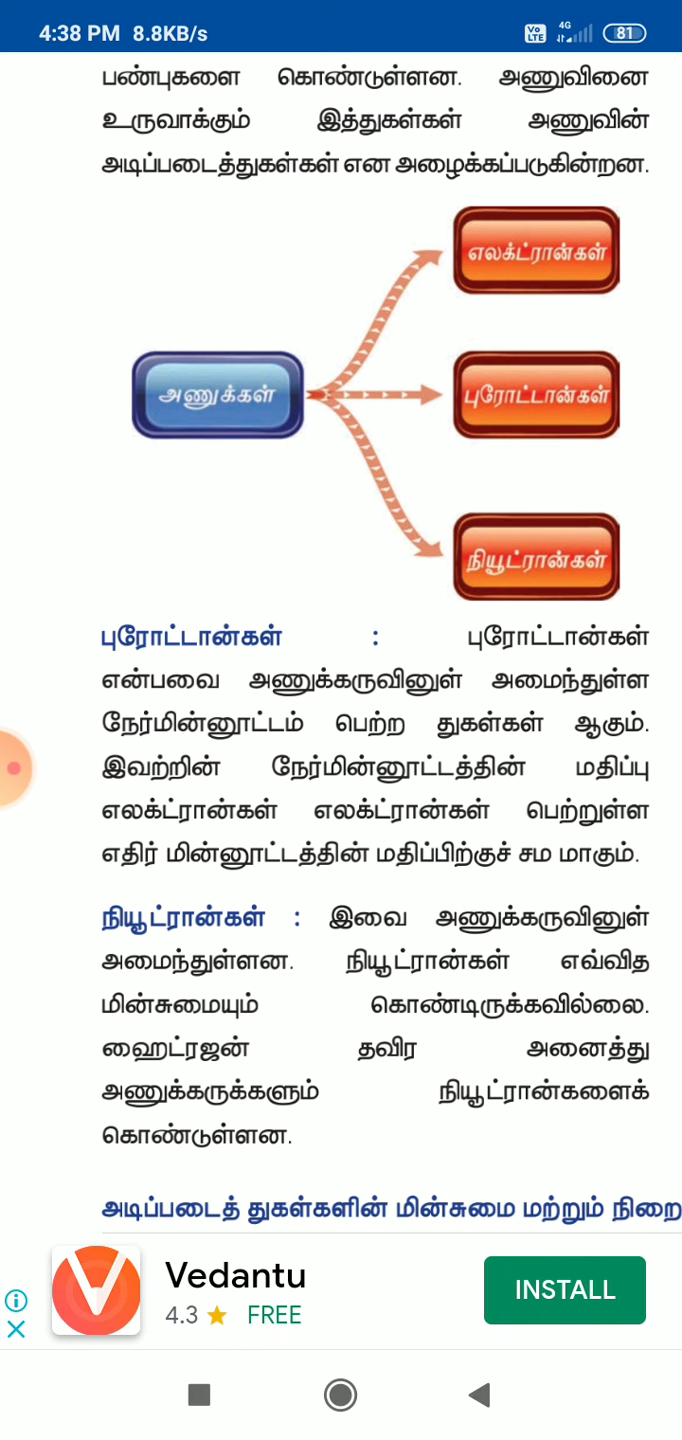 4:38 PM 8.8KB/s
Vo LTE 4G 81
பண்புகளை கொண்டுள்ளன. அணுவினை
உருவாக்கும் இத்துகள்கள் அணுவின்
அடிப்படைத்துகள்கள் என அழைக்கப்படுகின்றன.
எலக்ட்ரான்கள்
அணுக்கள்
புரோட்டான்கள்
நியூட்ரான்கள்
புரோட்டான்கள் : புரோட்டான்கள்
என்பவை அணுக்கருவினுள் அமைந்துள்ள
நேர்மின்னூட்டம் பெற்ற துகள்கள் ஆகும்.
இவற்றின் நேர்மின்னூட்டத்தின் மதிப்பு
எலக்ட்ரான்கள் எலக்ட்ரான்கள் பெற்றுள்ள
எதிர் மின்னூட்டத்தின் மதிப்பிற்குச் சம மாகும்.
நியூட்ரான்கள் : இவை அணுக்கருவினுள்
அமைந்துள்ளன. நியூட்ரான்கள் எவ்வித
மின்சுமையும் கொண்டிருக்கவில்லை.
ஹைட்ரஜன் தவிர அனைத்து
அணுக்கருக்களும் நியூட்ரான்களைக்
கொண்டுள்ளன.
அடிப்படைத் துகள்களின் மின்சுமை மற்றும் நிறை
Vedantu
4.3 ★ FREE
INSTALL